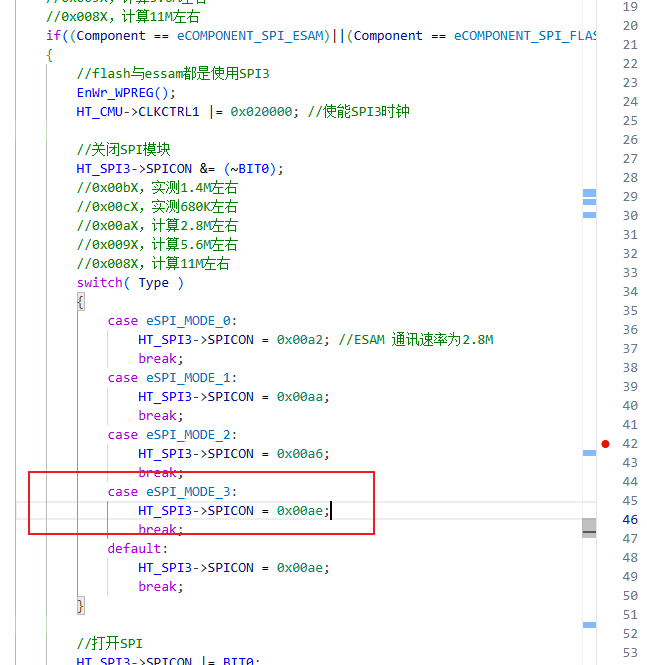 //0x008X，计算11M左右
if((Component == eCOMPONENT_SPI_ESAM)||(Component == eCOMPONENT_SPI_FLAS
{
//flash与essam都是使用SPI3
EnWr_WPREG();
HT_CMU->CLKCTRL1 |= 0x020000; //使能SPI3时钟
//关闭SPI模块
HT_SPI3->SPICON &= (~BIT0);
//0x00bX，实测1.4M左右
//0x00cX，实测680K左右
//0x00aX，计算2.8M左右
//0x009X，计算5.6M左右
//0x008X，计算11M左右
switch( Type )
{
case eSPI_MODE_0:
HT_SPI3->SPICON = 0x00a2; //ESAM 通讯速率为2.8M
break;
case eSPI_MODE_1:
HT_SPI3->SPICON = 0x00aa;
break;
case eSPI_MODE_2:
HT_SPI3->SPICON = 0x00a6;
break;
case eSPI_MODE_3:
HT_SPI3->SPICON = 0x00ae;
break;
default:
HT_SPI3->SPICON = 0x00ae;
break;
}
//打开SPI
HT_SPI3->SPICON |= BIT0;
19
20
21
22
23
24
25
26
27
28
29
30
31
32
33
34
35
36
37
38
39
40
41
42
43
44
45
46
47
48
49
50
51
52
53